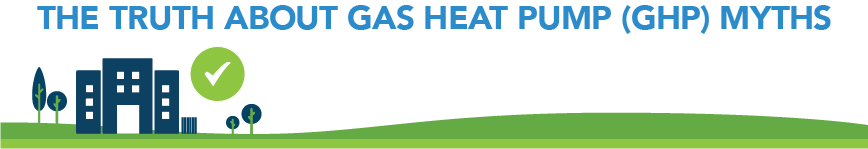 THE TRUTH ABOUT GAS HEAT PUMP (GHP) MYTHS